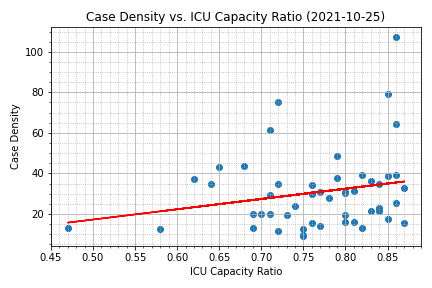 Case Density vs. ICU Capacity Ratio (2021-10-25)
Case Density
100
80
60
40
20
0.45 0.50 0.55 0.60 0.65 0.70 0.75 0.80 0.85
ICU Capacity Ratio